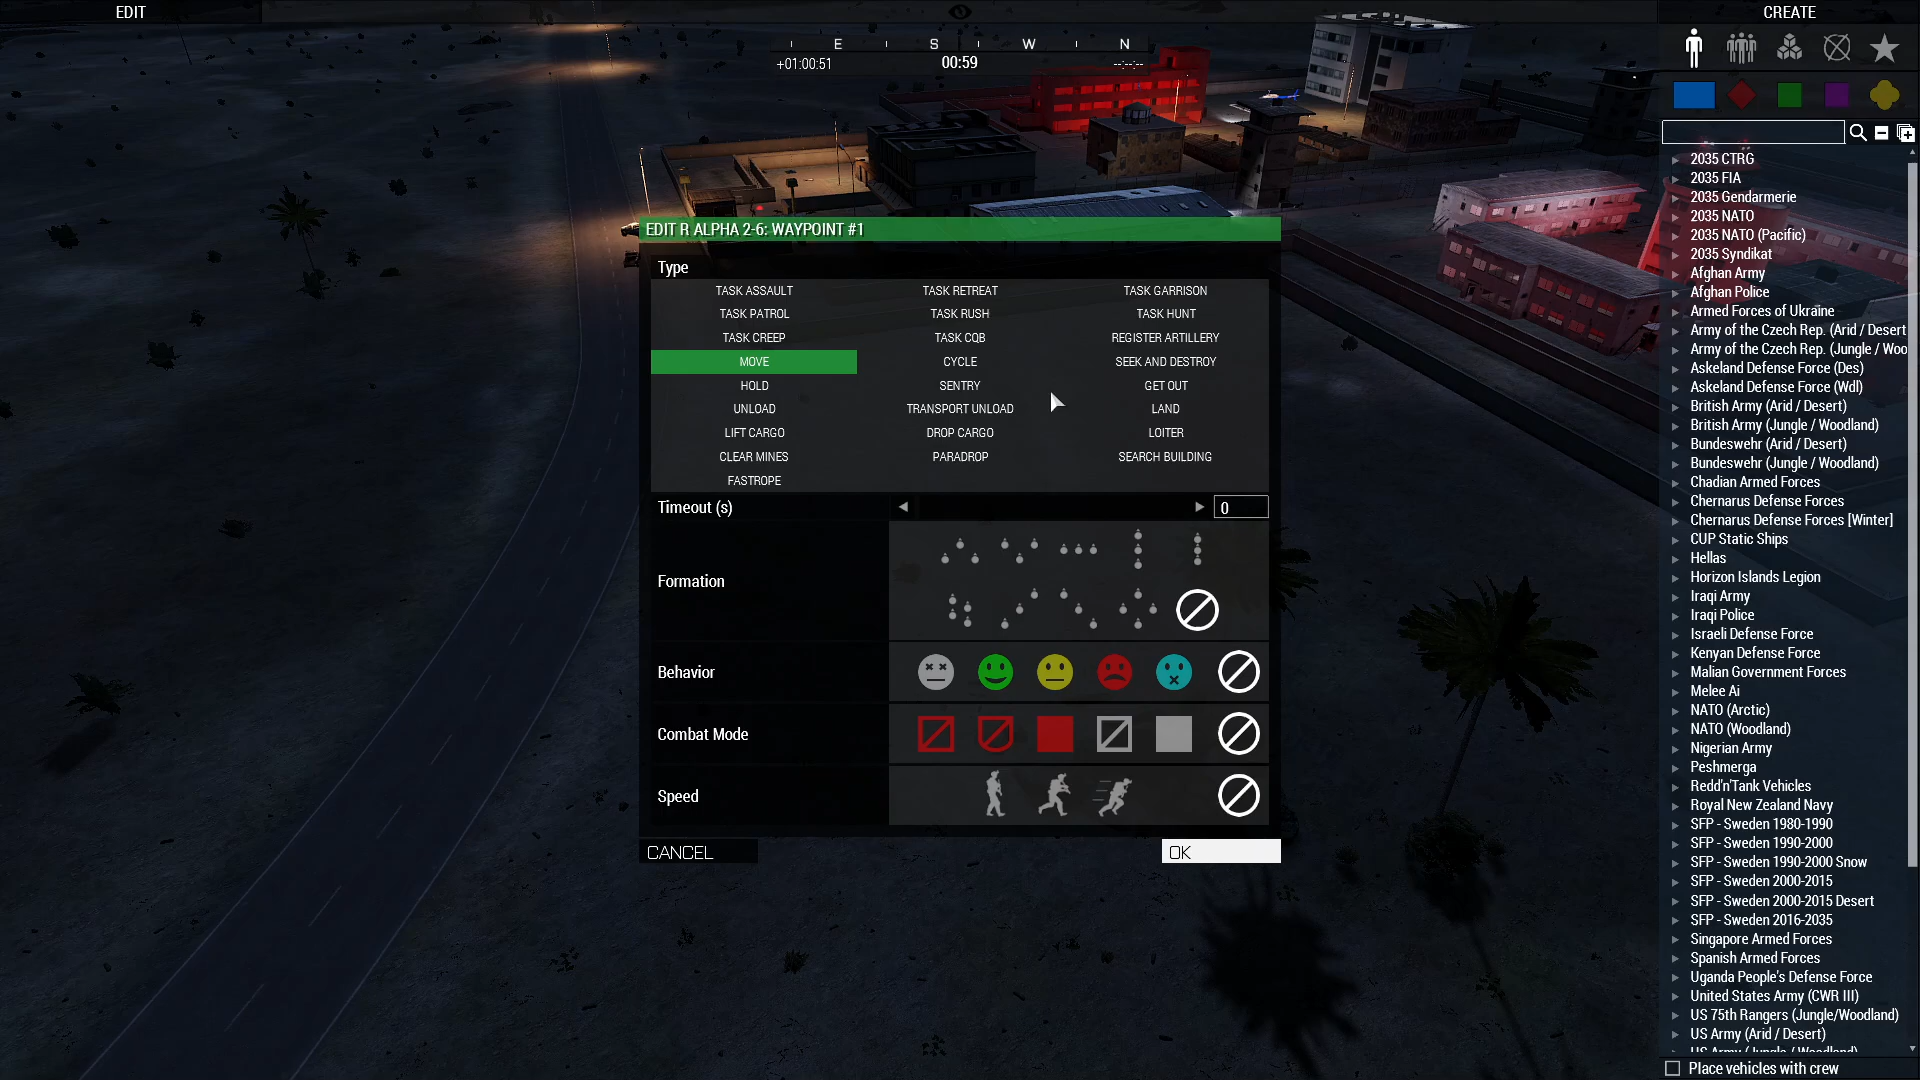 EDIT
CREATE
E S W N
+01:00:51 00:59 --:--:--
EDIT R ALPHA 2-6: WAYPOINT #1
Type
TASK ASSAULT TASK RETREAT TASK GARRISON
TASK PATROL TASK RUSH TASK HUNT
TASK CREEP TASK CQB REGISTER ARTILLERY
MOVE CYCLE SEEK AND DESTROY
HOLD SENTRY GET OUT
UNLOAD TRANSPORT UNLOAD LAND
LIFT CARGO DROP CARGO LOITER
CLEAR MINES PARADROP SEARCH BUILDING
FASTROPE
Timeout (s) 0
Formation
Behavior
Combat Mode
Speed
CANCEL OK
2035 CTRG
2035 FIA
2035 Gendarmerie
2035 NATO
2035 NATO (Pacific)
2035 Syndikat
Afghan Army
Afghan Police
Armed Forces of Ukraine
Army of the Czech Rep. (Arid / Desert
Army of the Czech Rep. (Jungle / Woo
Askeland Defense Force (Des)
Askeland Defense Force (Wdl)
British Army (Arid / Desert)
British Army (Jungle / Woodland)
Bundeswehr (Arid / Desert)
Bundeswehr (Jungle / Woodland)
Chadian Armed Forces
Chernarus Defense Forces
Chernarus Defense Forces [Winter]
CUP Static Ships
Hellas
Horizon Islands Legion
Iraqi Army
Iraqi Police
Israeli Defense Force
Kenyan Defense Force
Malian Government Forces
Melee Ai
NATO (Arctic)
NATO (Woodland)
Nigerian Army
Peshmerga
Redd'n'Tank Vehicles
Royal New Zealand Navy
SFP - Sweden 1980-1990
SFP - Sweden 1990-2000
SFP - Sweden 1990-2000 Snow
SFP - Sweden 2000-2015
SFP - Sweden 2000-2015 Desert
SFP - Sweden 2016-2035
Singapore Armed Forces
Spanish Armed Forces
Uganda People's Defense Force
United States Army (CWR III)
US 75th Rangers (Jungle/Woodland)
US Army (Arid / Desert)
US Army (Jungle / Woodland)
Place vehicles with crew